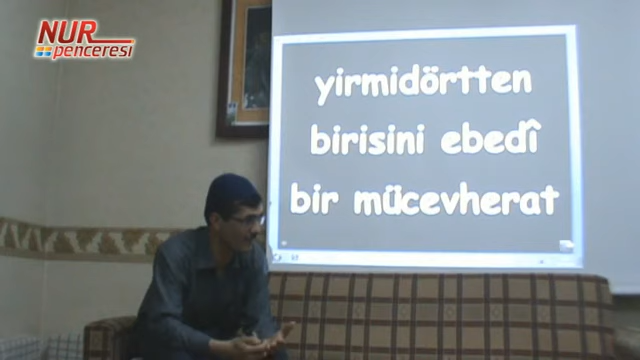 NUR
penceresi
yirmidörtten
birisini ebedî
bir mücevherat